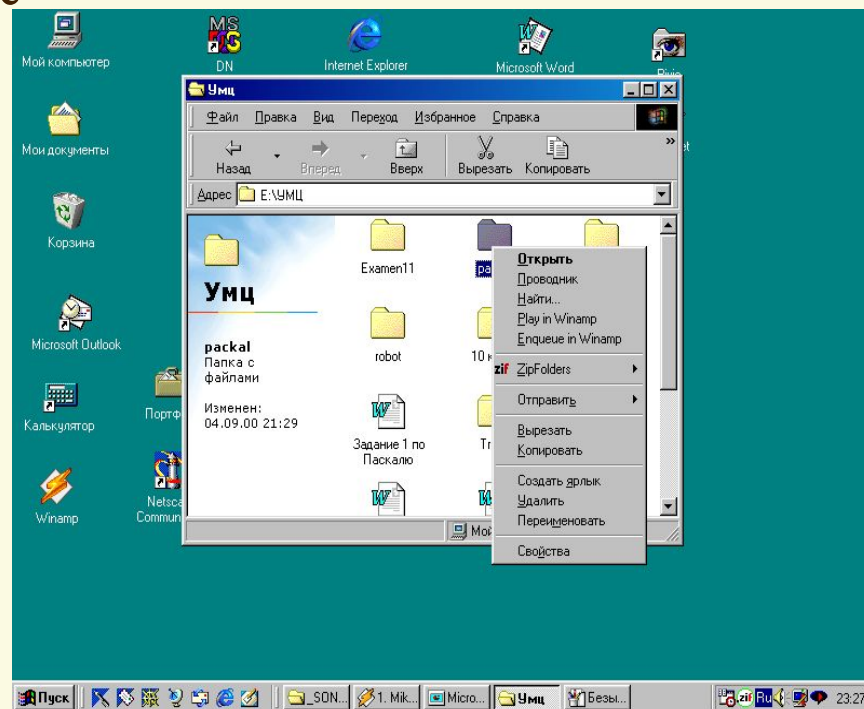 Мой компьютер
MS
DN
Internet Explorer
Microsoft Word
Мои документы
Корзина
Microsoft Outlook
Калькулятор
Winamp
Умц
Файл Правка Вид Переход Избранное Справка
Назад Вперед Вверх Вырезать Копировать »
Адрес E:\УМЦ
Умц
packal
Папка с
файлами
Изменен:
04.09.00 21:29
Examen11
robot
Задание 1 по
Паскалю
Открыть
Проводник
Найти...
Play in Winamp
Enqueue in Winamp
zif ZipFolders
Отправить
Вырезать
Копировать
Создать ярлык
Удалить
Переименовать
Свойства
Пуск _SON... 1. Mik... Micro... Умц Безы... zif Ru 23:27